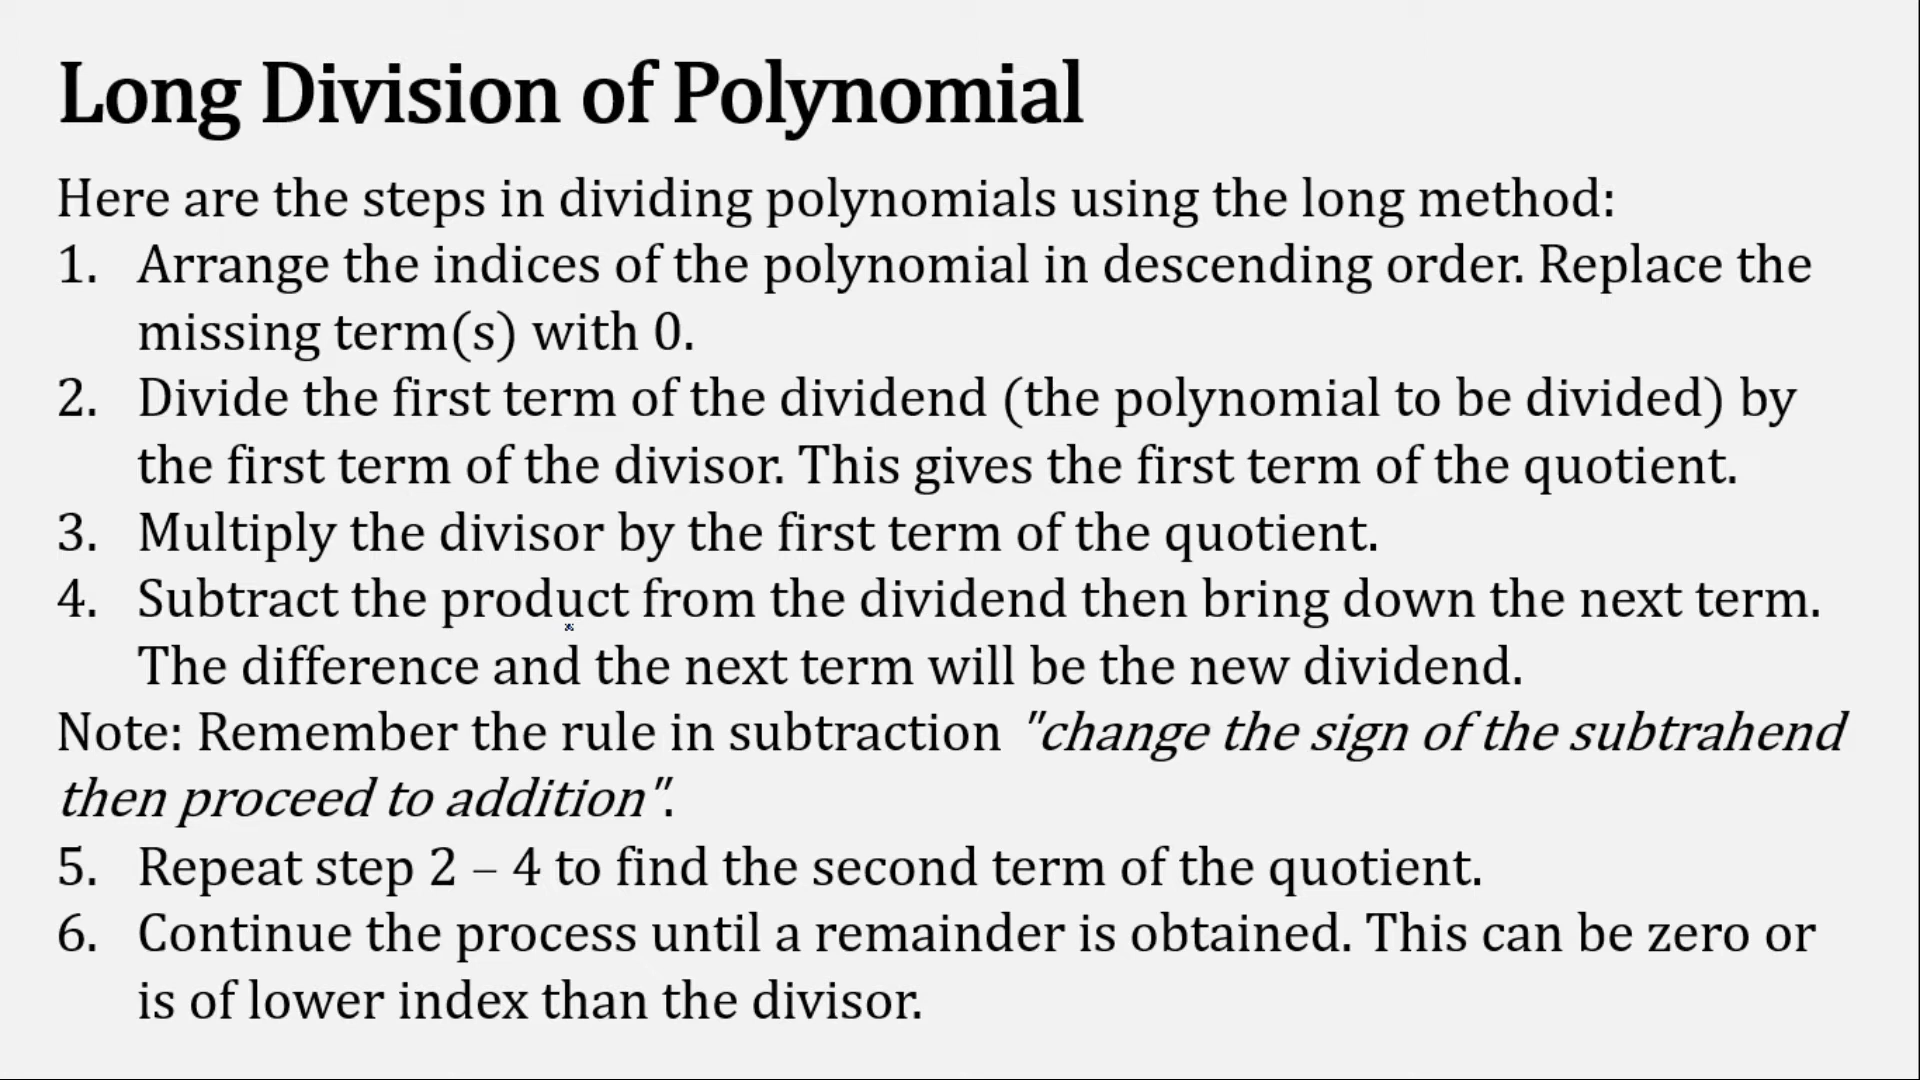 Long Division of Polynomial
Here are the steps in dividing polynomials using the long method:
1. Arrange the indices of the polynomial in descending order. Replace the
missing term(s) with 0.
2. Divide the first term of the dividend (the polynomial to be divided) by
the first term of the divisor. This gives the first term of the quotient.
3. Multiply the divisor by the first term of the quotient.
4. Subtract the product from the dividend then bring down the next term.
The difference and the next term will be the new dividend.
Note: Remember the rule in subtraction "change the sign of the subtrahend
then proceed to addition".
5. Repeat step 2 – 4 to find the second term of the quotient.
6. Continue the process until a remainder is obtained. This can be zero or
is of lower index than the divisor.